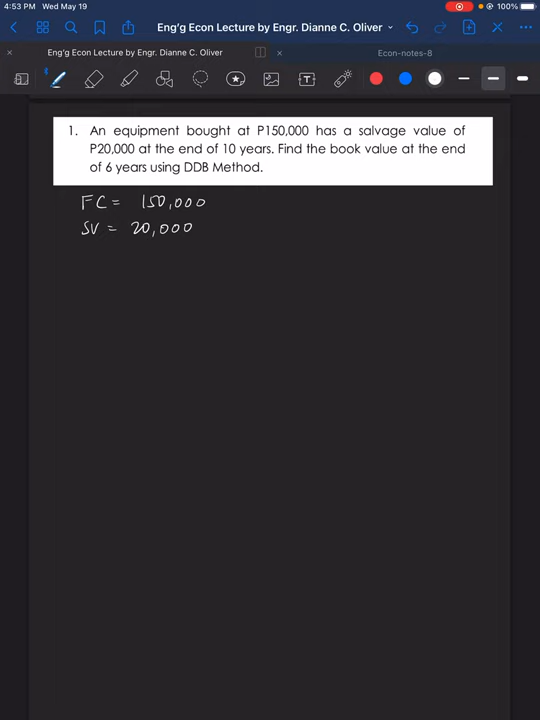 4:53 PM Wed May 19
100%
Eng'g Econ Lecture by Engr. Dianne C. Oliver
Eng'g Econ Lecture by Engr. Dianne C. Oliver
Econ-notes-8
1. An equipment bought at P150,000 has a salvage value of
P20,000 at the end of 10 years. Find the book value at the end
of 6 years using DDB Method.
FC = 150,000
SV = 20,000